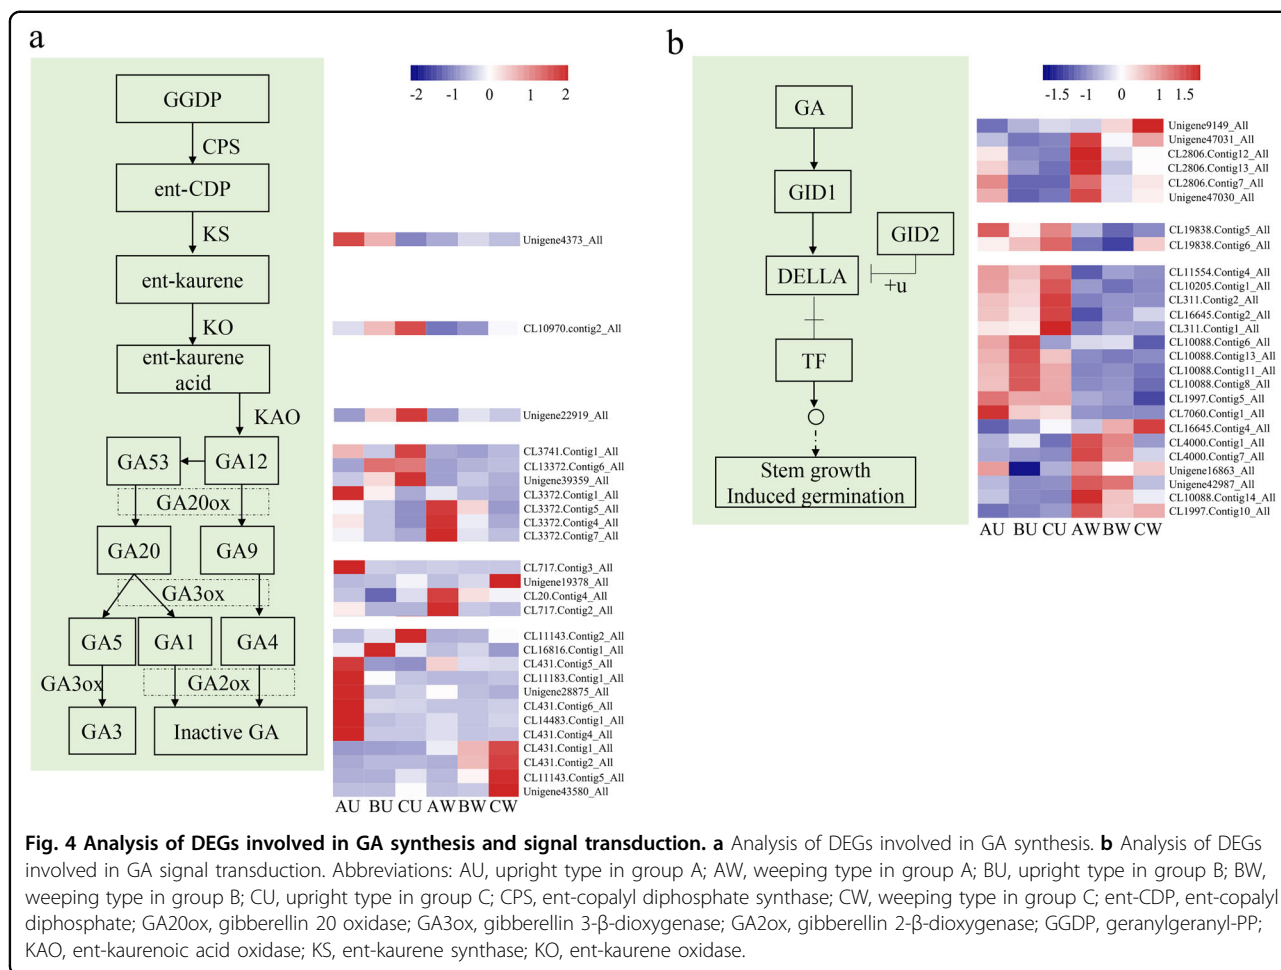 a
-2 -1 0 1 2
GGDP
CPS
ent-CDP
KS
ent-kaurene
KO
ent-kaurene
acid
KAO
GA53
GA12
GA20ox
GA20
GA9
GA3ox
GA5
GA1
GA4
GA3ox
GA2ox
GA3
Inactive GA
Unigene4373_All
CL10970.contig2_All
Unigene22919_All
CL3741.Contig1_All
CL13372.Contig6_All
Unigene39359_All
CL3372.Contig1_All
CL3372.Contig5_All
CL3372.Contig4_All
CL3372.Contig7_All
CL717.Contig3_All
Unigene19378_All
CL20.Contig4_All
CL717.Contig2_All
CL11143.Contig2_All
CL16816.Contig1_All
CL431.Contig5_All
CL11183.Contig1_All
Unigene28875_All
CL431.Contig6_All
CL14483.Contig1_All
CL431.Contig4_All
CL431.Contig1_All
CL431.Contig2_All
CL11143.Contig5_All
Unigene43580_All
AU BU CU AW BW CW
b
-1.5 -1 0 1 1.5
GA
GID1
GID2
DELLA
+u
TF
Stem growth
Induced germination
Unigene9149_All
Unigene47031_All
CL2806.Contig12_All
CL2806.Contig13_All
CL2806.Contig7_All
Unigene47030_All
CL19838.Contig5_All
CL19838.Contig6_All
CL11554.Contig4_All
CL10205.Contig1_All
CL311.Contig2_All
CL16645.Contig2_All
CL311.Contig1_All
CL10088.Contig6_All
CL10088.Contig13_All
CL10088.Contig11_All
CL10088.Contig8_All
CL1997.Contig5_All
CL7060.Contig1_All
CL16645.Contig4_All
CL4000.Contig1_All
CL4000.Contig7_All
Unigene16863_All
Unigene42987_All
CL10088.Contig14_All
CL1997.Contig10_All
AU BU CU AW BW CW
Fig. 4 Analysis of DEGs involved in GA synthesis and signal transduction. a Analysis of DEGs involved in GA synthesis. b Analysis of DEGs
involved in GA signal transduction. Abbreviations: AU, upright type in group A; AW, weeping type in group A; BU, upright type in group B; BW,
weeping type in group B; CU, upright type in group C; CPS, ent-copalyl diphosphate synthase; CW, weeping type in group C; ent-CDP, ent-copalyl
diphosphate; GA20ox, gibberellin 20 oxidase; GA3ox, gibberellin 3-β-dioxygenase; GA2ox, gibberellin 2-β-dioxygenase; GGDP, geranylgeranyl-PP;
KAO, ent-kaurenoic acid oxidase; KS, ent-kaurene synthase; KO, ent-kaurene oxidase.